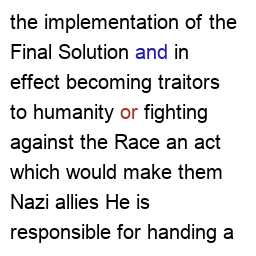 the implementation of the
Final Solution and in
effect becoming traitors
to humanity or fighting
against the Race an act
which would make them
Nazi allies He is
responsible for handing a